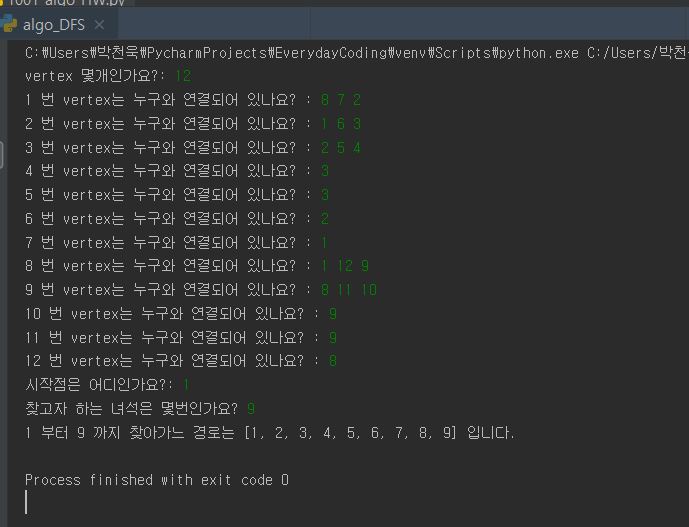 1001-algo HW.py
algo_DFS
C:\Users\박천욱\PycharmProjects\EverydayCoding\venv\Scripts\python.exe C:/Users/박천
vertex 몇개인가요?: 12
1 번 vertex는 누구와 연결되어 있나요? : 8 7 2
2 번 vertex는 누구와 연결되어 있나요? : 1 6 3
3 번 vertex는 누구와 연결되어 있나요? : 2 5 4
4 번 vertex는 누구와 연결되어 있나요? : 3
5 번 vertex는 누구와 연결되어 있나요? : 3
6 번 vertex는 누구와 연결되어 있나요? : 2
7 번 vertex는 누구와 연결되어 있나요? : 1
8 번 vertex는 누구와 연결되어 있나요? : 1 12 9
9 번 vertex는 누구와 연결되어 있나요? : 8 11 10
10 번 vertex는 누구와 연결되어 있나요? : 9
11 번 vertex는 누구와 연결되어 있나요? : 9
12 번 vertex는 누구와 연결되어 있나요? : 8
시작점은 어디인가요?: 1
찾고자 하는 녀석은 몇번인가요? 9
1 부터 9 까지 찾아가느 경로는 [1, 2, 3, 4, 5, 6, 7, 8, 9] 입니다.
Process finished with exit code 0